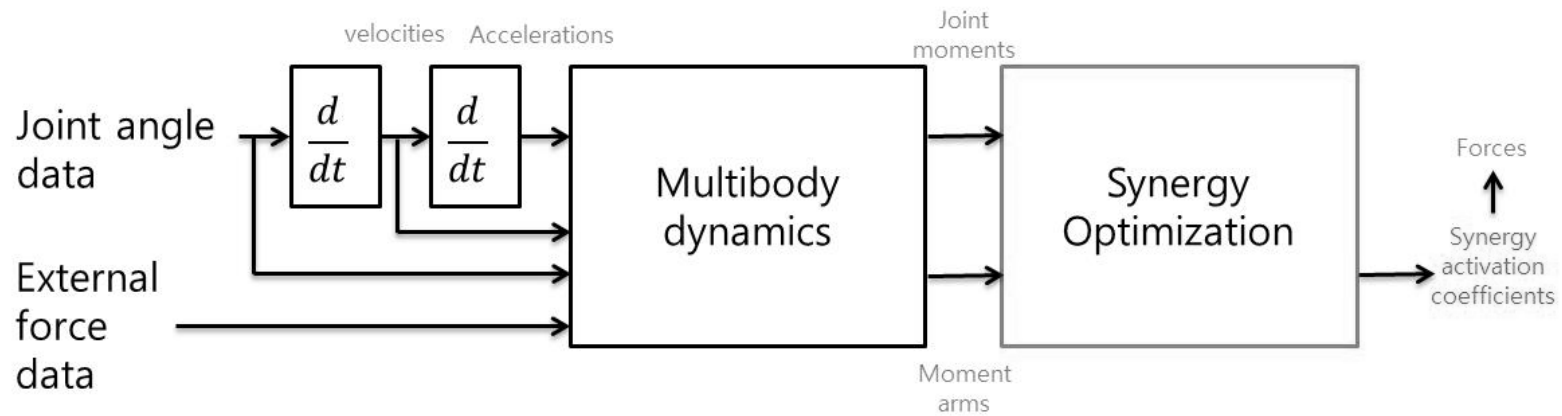 velocities
Accelerations
Joint
moments
Joint angle
data
d
dt
d
dt
Multibody
dynamics
Synergy
Optimization
Forces
Synergy
activation
coefficients
External
force
data
Moment
arms